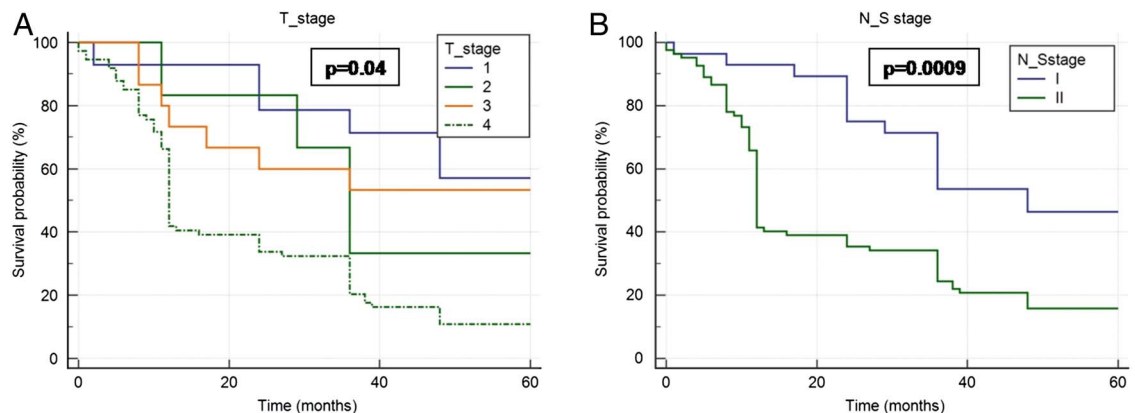 A
T_stage
T_stage
1
2
3
4
p=0.04
Survival probability (%)
100
80
60
40
20
0
0
20
40
60
Time (months)
B
N_S stage
N_Sstage
I
II
p=0.0009
Survival probability (%)
100
80
60
40
20
0
0
20
40
60
Time (months)